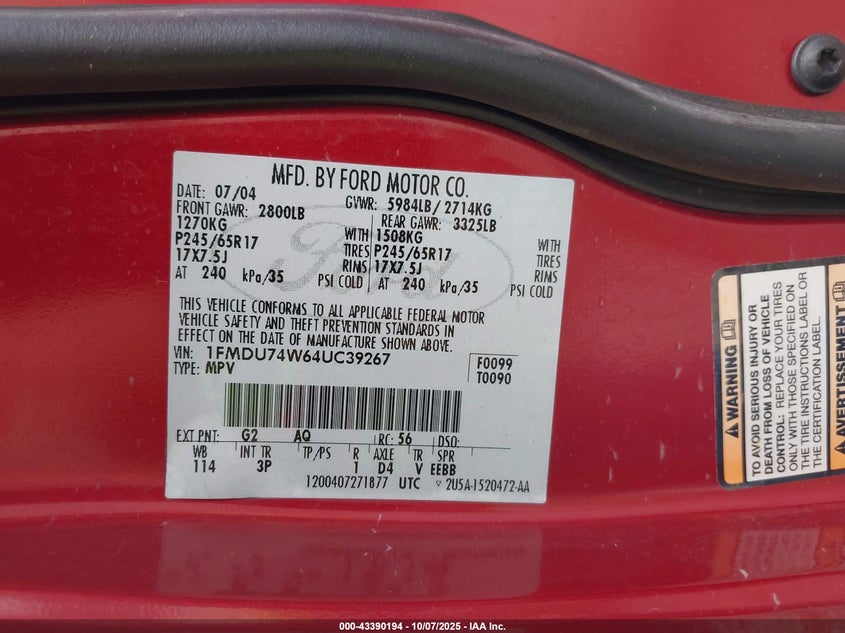 MFD. BY FORD MOTOR CO.
DATE: 07/04 GVWR: 5984LB/ 2714KG
FRONT GAWR: 2800LB REAR GAWR: 3325LB
1270KG WITH 1508KG WITH
P245/65R17 TIRES P245/65R17 TIRES
17X7.5J RIMS 17X7.5J RIMS
AT 240 kPa/35 PSI COLD AT 240 kPa/35 PSI COLD
Ford
THIS VEHICLE CONFORMS TO ALL APPLICABLE FEDERAL MOTOR
VEHICLE SAFETY AND THEFT PREVENTION STANDARDS IN
EFFECT ON THE DATE OF MANUFACTURE SHOWN ABOVE.
VIN: 1FMDU74W64UC39267 F0099
TYPE: MPV T0090
EXT PNT: G2 AQ RC: 56 DSO:
WB INT TR TP/PS R AXLE TR SPR
114 3P 1 D4 V EEBB
1200407271877 UTC ▽ 2U5A-1520472-AA
WARNING
TO AVOID SERIOUS INJURY OR
DEATH FROM LOSS OF VEHICLE
CONTROL: REPLACE YOUR TIRES
ONLY WITH THOSE SPECIFIED ON
THE TIRE INSTRUCTIONS LABEL OR
THE CERTIFICATION LABEL.
AVERTISSEMENT
000-43390194 - 10/07/2025 - IAA Inc.